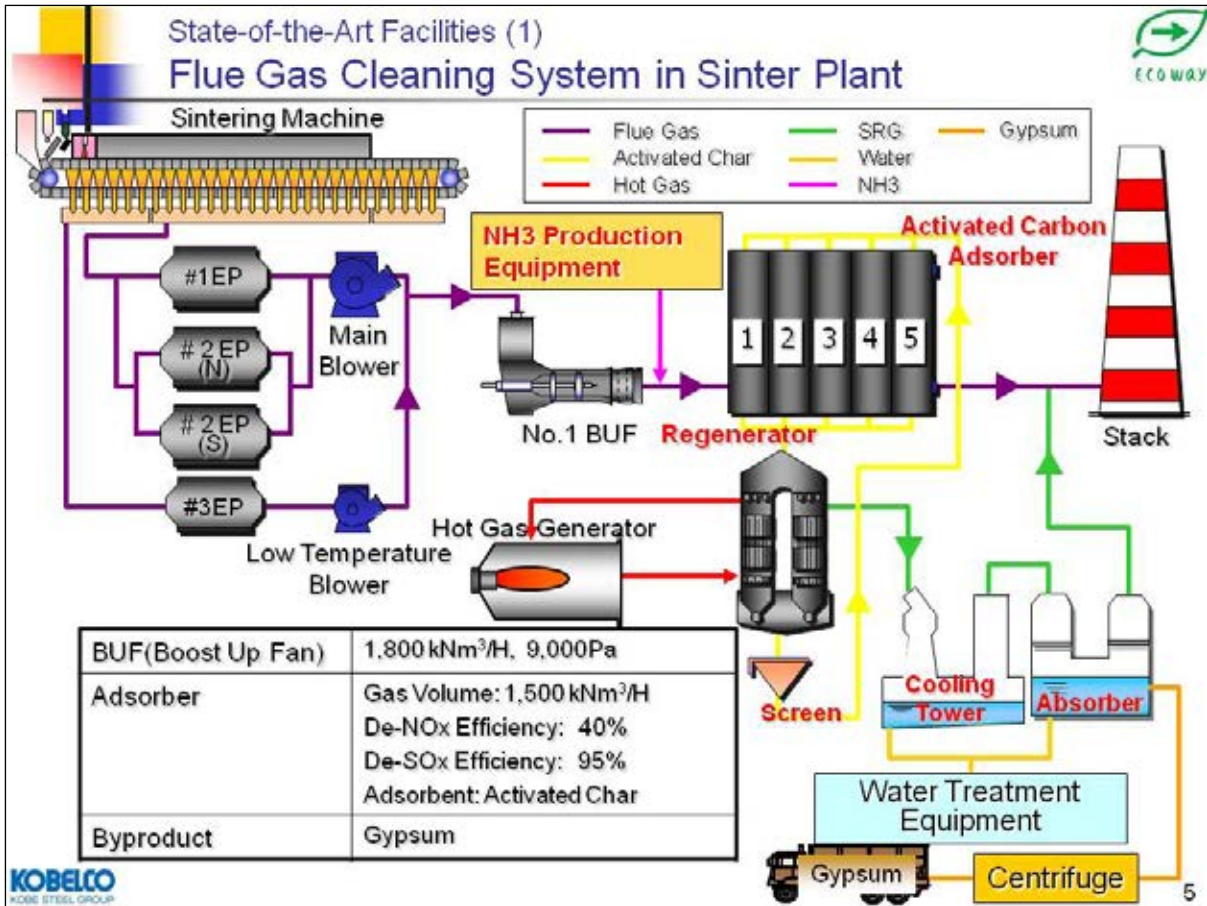 State-of-the-Art Facilities (1)
Flue Gas Cleaning System in Sinter Plant
ECOWAY
Sintering Machine
Flue Gas
SRG
Gypsum
Activated Char
Water
Hot Gas
NH3
NH3 Production
Equipment
Activated Carbon
Adsorber
#1EP
Main
Blower
# 2 EP
(N)
# 2 EP
(S)
#3EP
Low Temperature
Blower
No.1 BUF
1 2 3 4 5
Stack
Regenerator
Hot Gas Generator
Screen
Cooling
Tower
Absorber
BUF(Boost Up Fan) 1,800 kNm³/H, 9,000Pa
Adsorber Gas Volume: 1,500 kNm³/H
De-NOx Efficiency: 40%
De-SOx Efficiency: 95%
Adsorbent: Activated Char
Byproduct Gypsum
Water Treatment
Equipment
Gypsum
Centrifuge
KOBELCO
KOBE STEEL GROUP
5